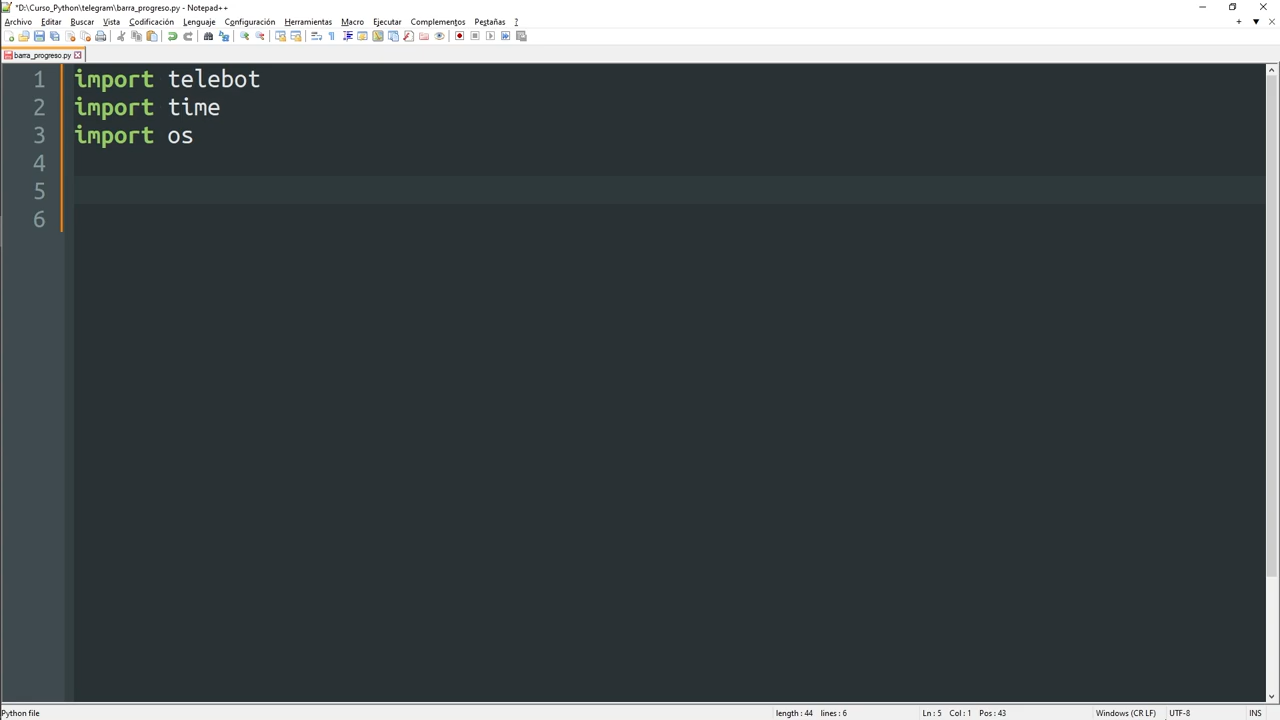 *D:\Curso_Python\telegram\barra_progreso.py - Notepad++
Archivo Editar Buscar Vista Codificación Lenguaje Configuración Herramientas Macro Ejecutar Complementos Pestañas ?
barra_progreso.py
1 import telebot
2 import time
3 import os
4
5
6
Python file length : 44 lines : 6 Ln : 5 Col : 1 Pos : 43 Windows (CR LF) UTF-8 INS